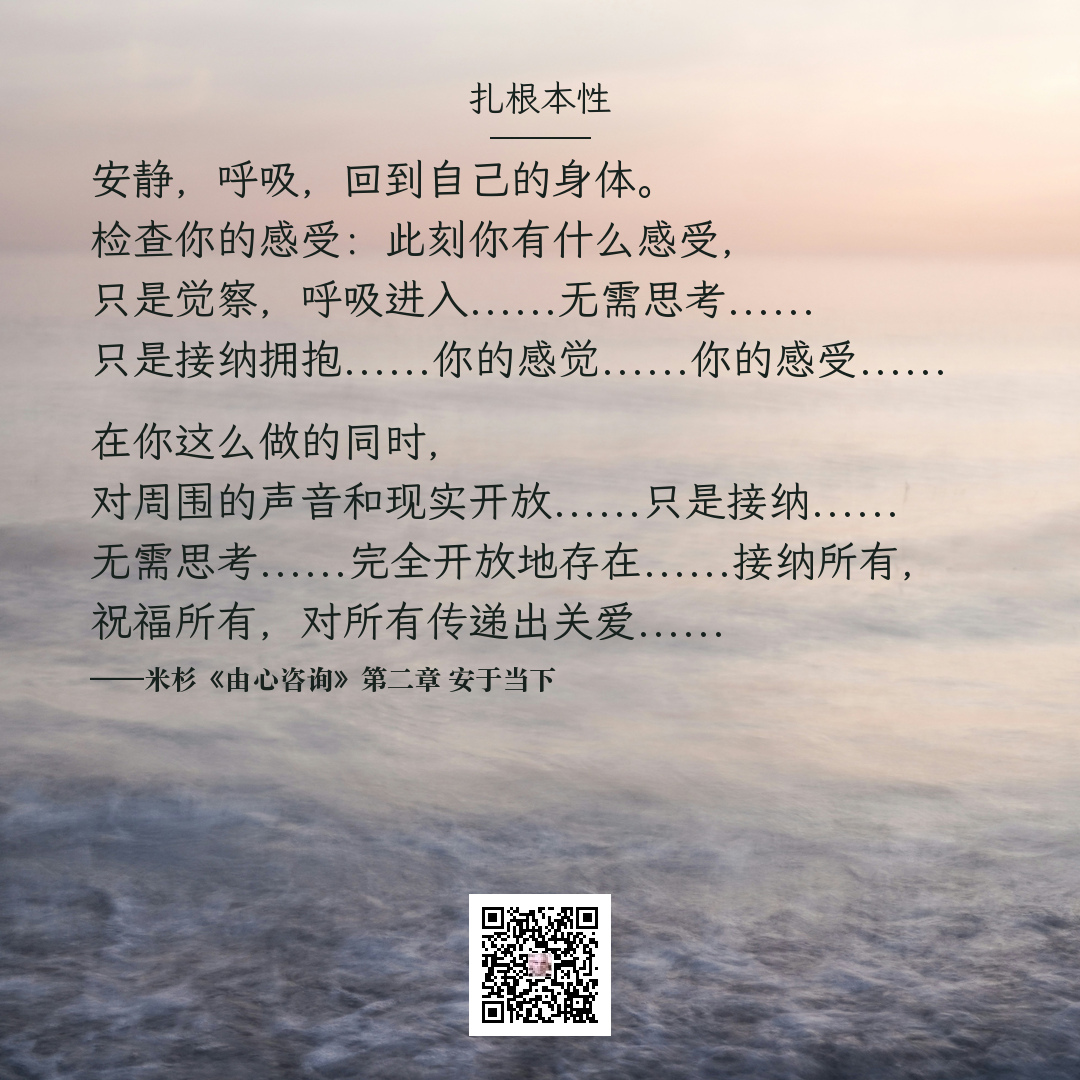 扎根本性
安静，呼吸，回到自己的身体。
检查你的感受：此刻你有什么感受，
只是觉察，呼吸进入……无需思考……
只是接纳拥抱……你的感觉……你的感受……
在你这么做的同时，
对周围的声音和现实开放……只是接纳……
无需思考……完全开放地存在……接纳所有，
祝福所有，对所有传递出关爱……
——米杉《由心咨询》第二章 安于当下